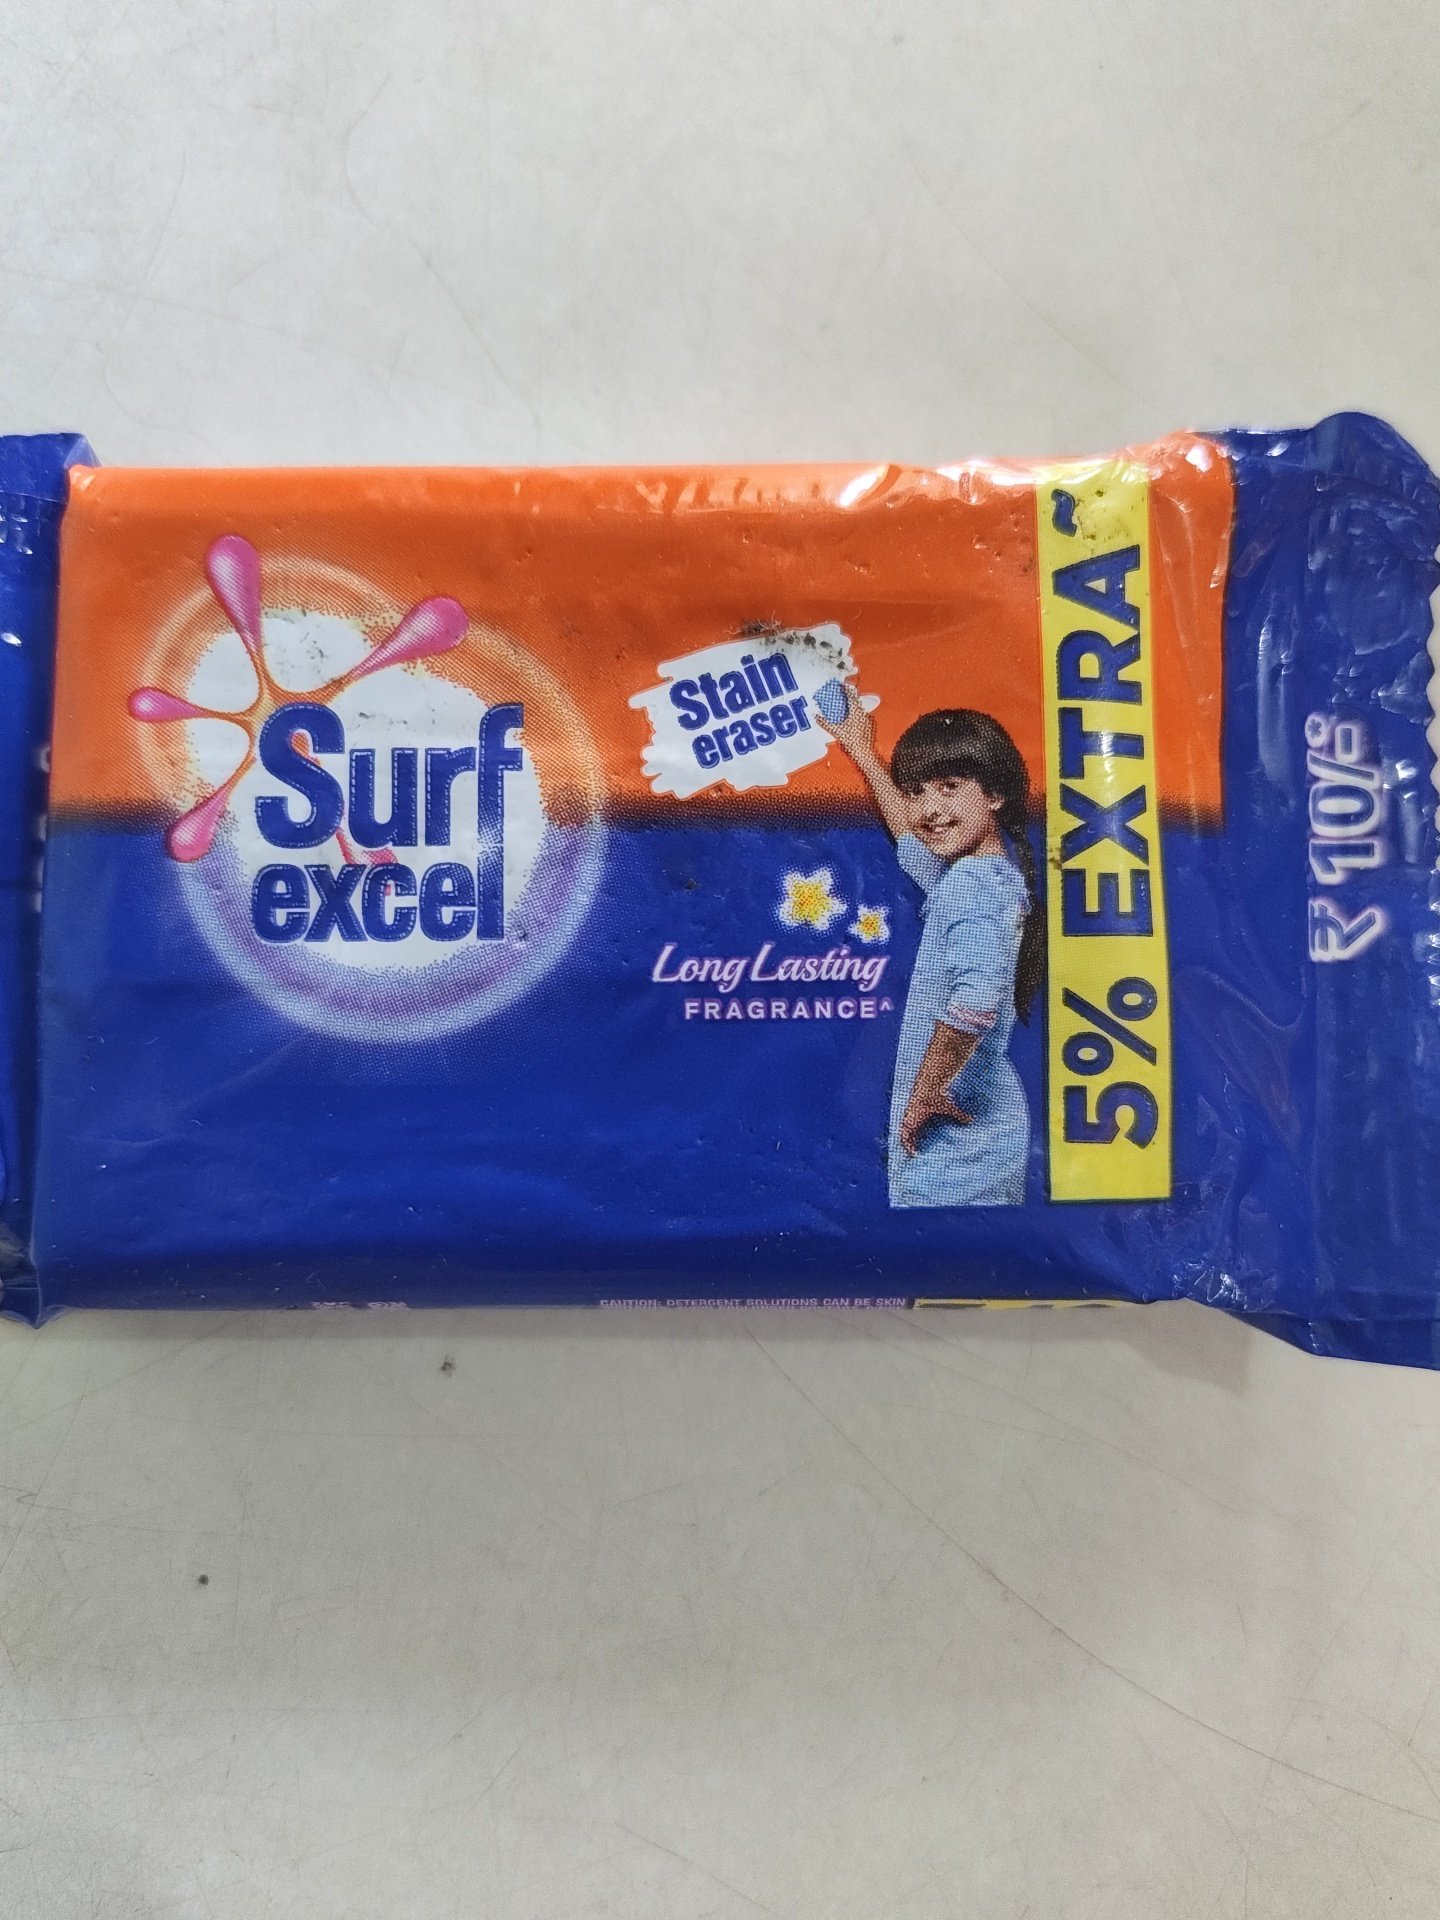 Surf
excel
Stain
eraser
Long Lasting
FRAGRANCE^
5% EXTRA~
₹ 10/-*
CAUTION: DETERGENT SOLUTIONS CAN BE SKIN